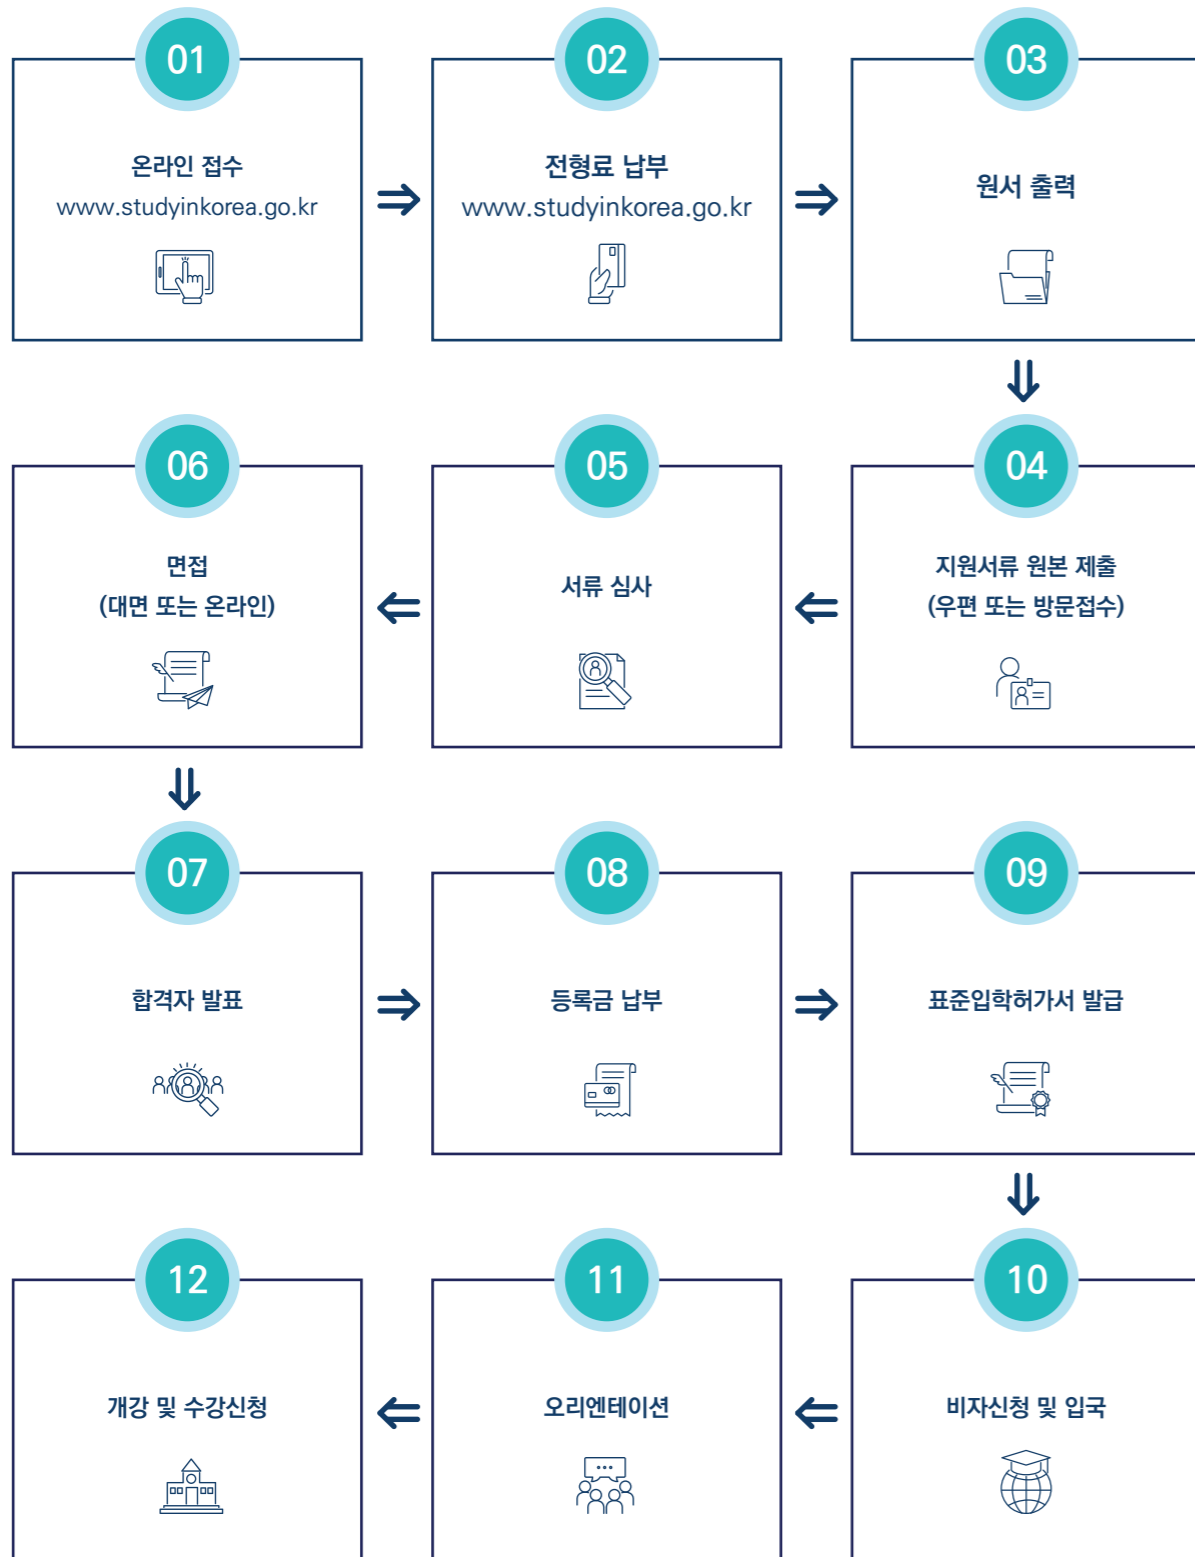 01
온라인 접수
www.studyinkorea.go.kr
02
전형료 납부
www.studyinkorea.go.kr
03
원서 출력
04
지원서류 원본 제출
(우편 또는 방문접수)
05
서류 심사
06
면접
(대면 또는 온라인)
07
합격자 발표
08
등록금 납부
09
표준입학허가서 발급
10
비자신청 및 입국
11
오리엔테이션
12
개강 및 수강신청